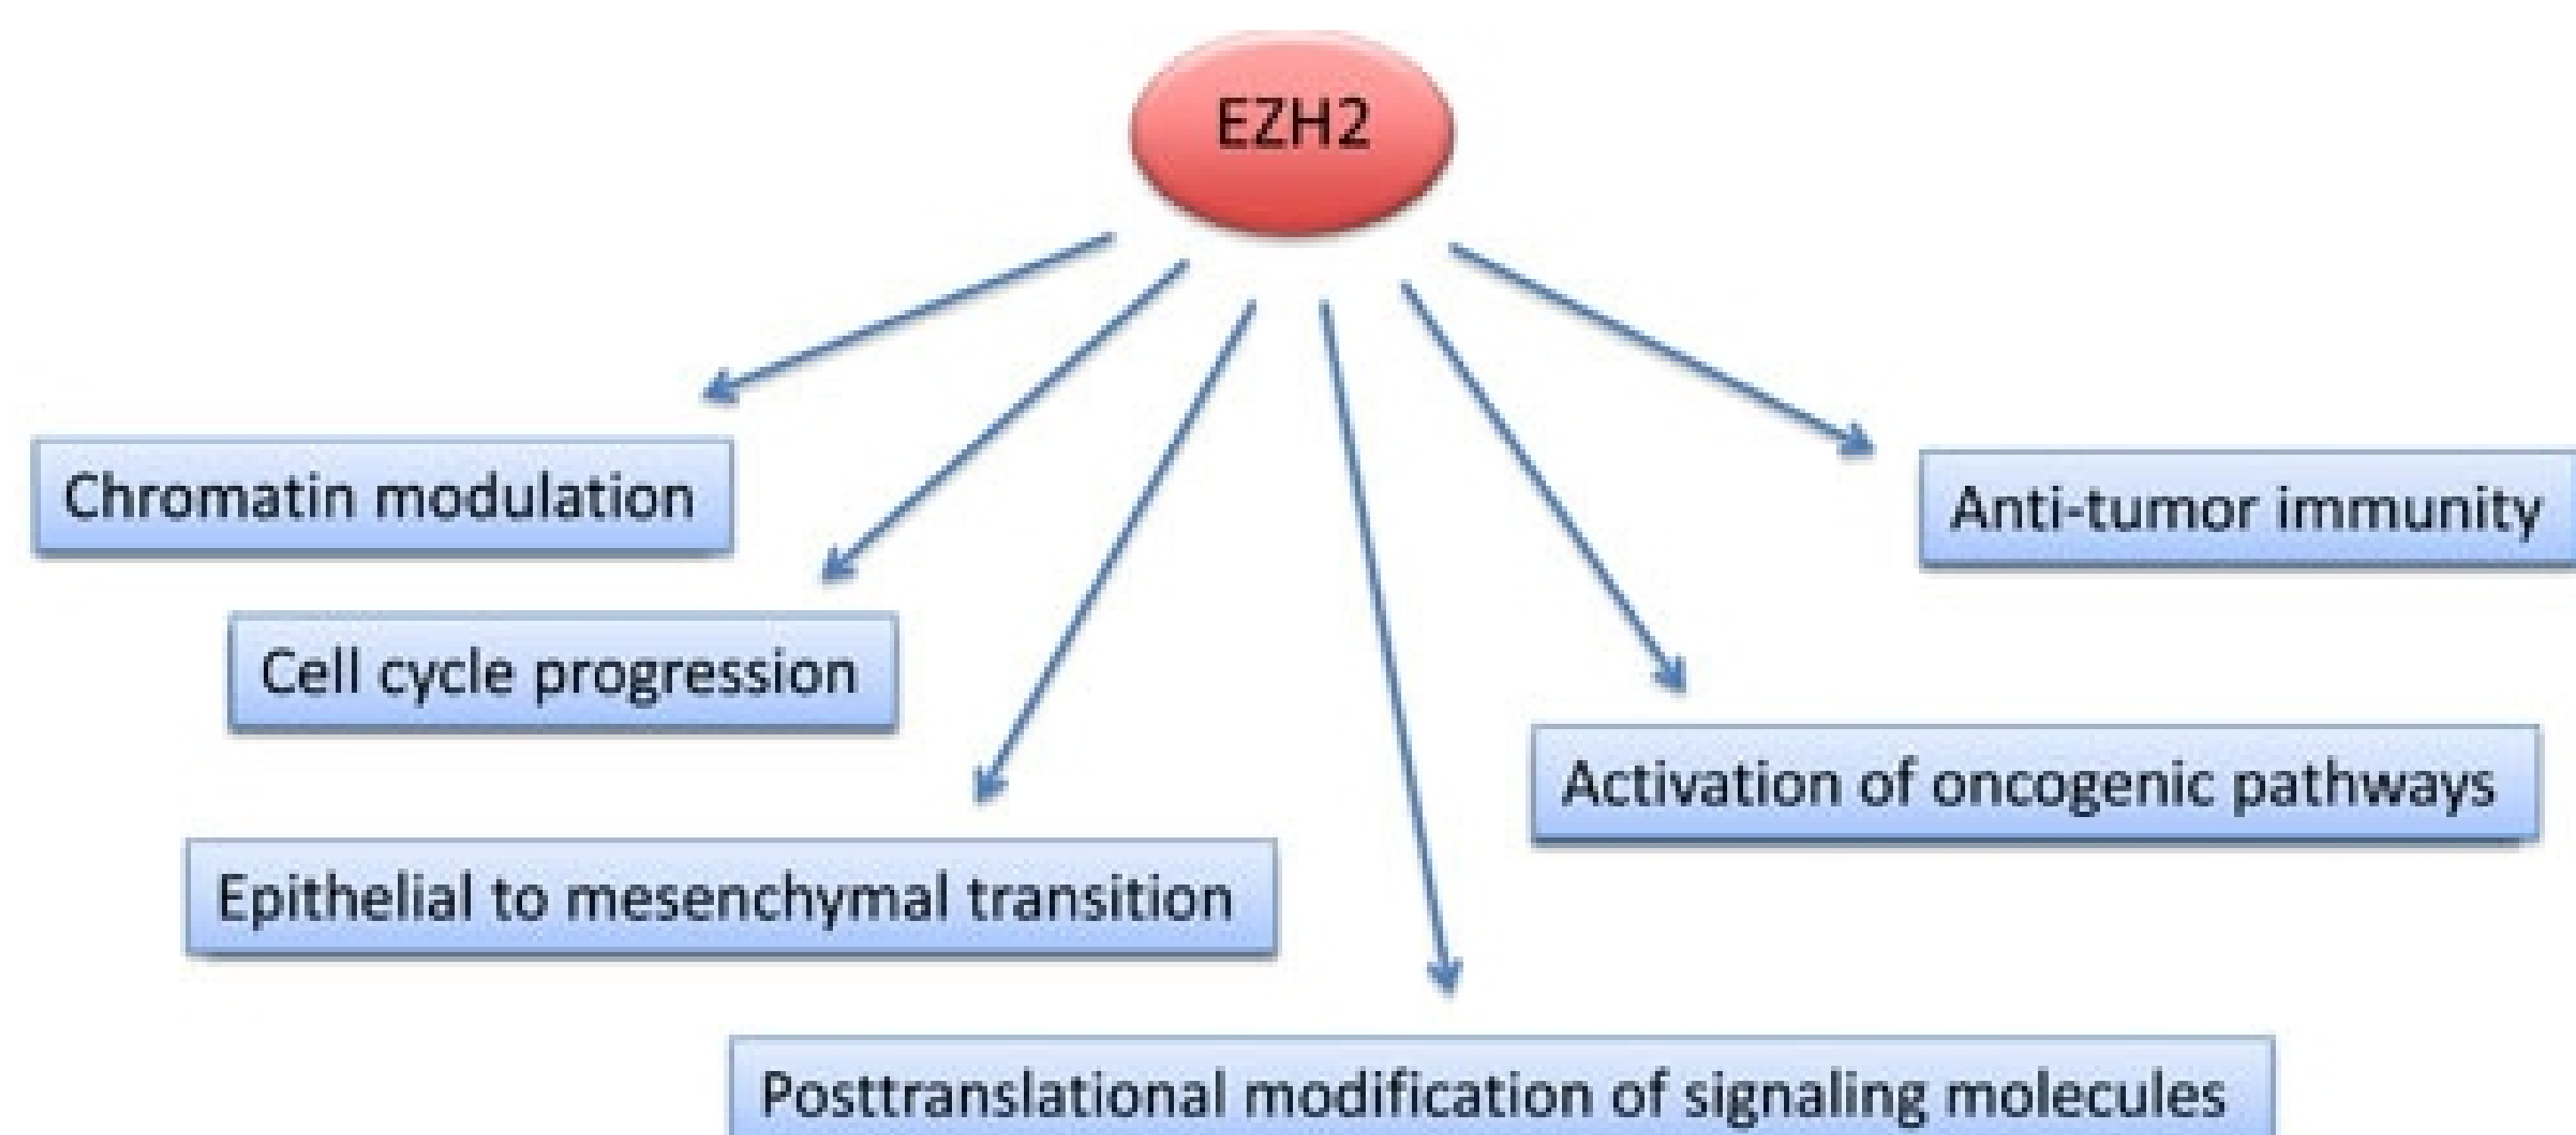 EZH2
Chromatin modulation
Anti-tumor immunity
Cell cycle progression
Activation of oncogenic pathways
Epithelial to mesenchymal transition
Posttranslational modification of signaling molecules